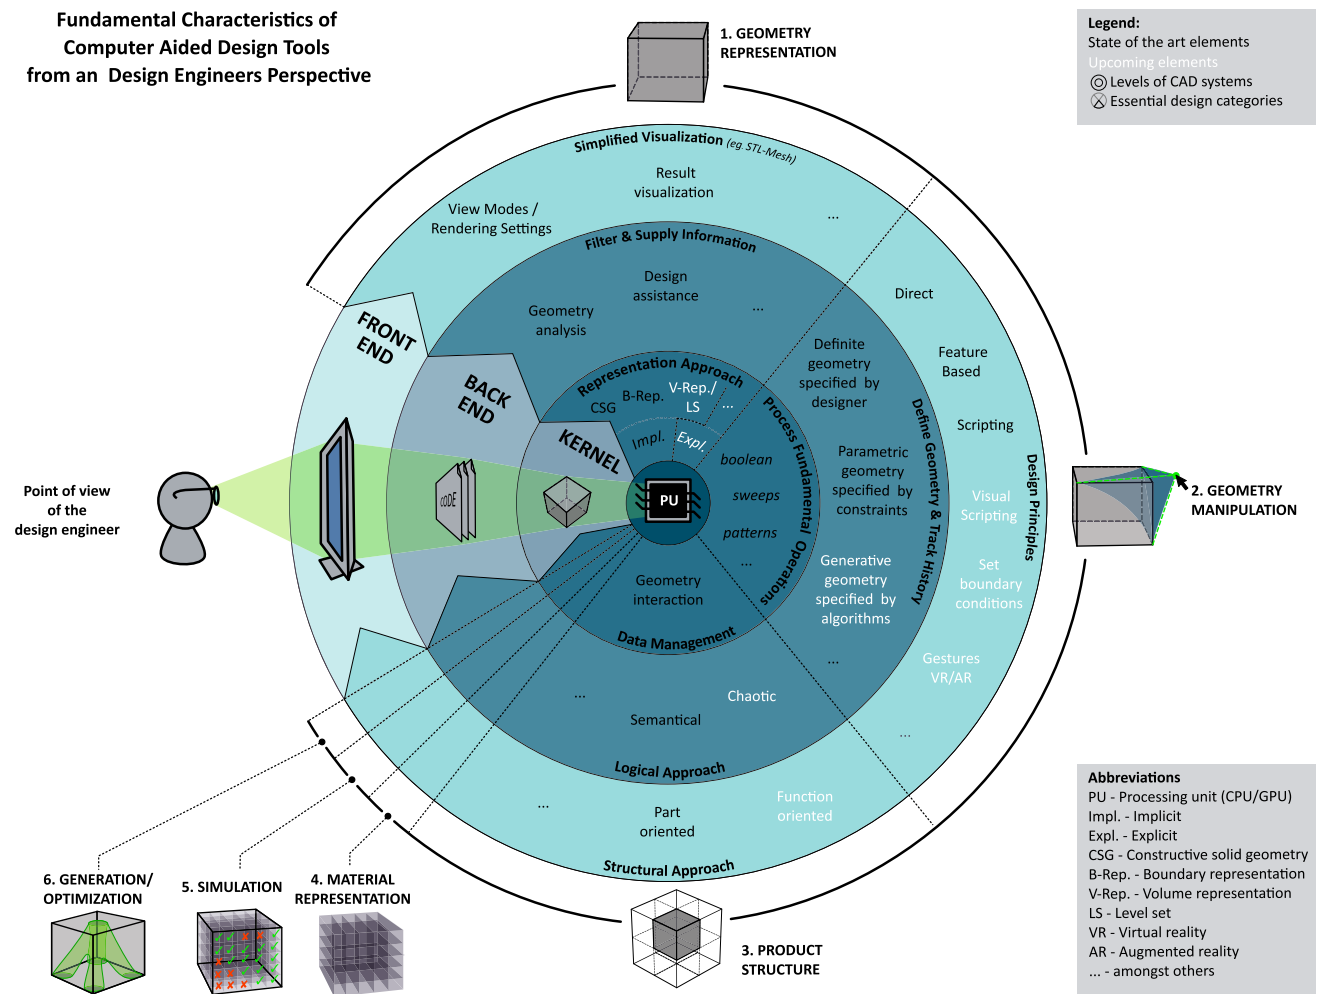 Fundamental Characteristics of
Computer Aided Design Tools
from an Design Engineers Perspective
1. GEOMETRY
REPRESENTATION
Legend:
State of the art elements
Upcoming elements
Levels of CAD systems
Essential design categories
Simplified Visualization (eg. STL-Mesh)
Result
visualization
View Modes /
Rendering Settings
...
Filter & Supply Information
Design
assistance
Geometry
analysis
...
Direct
FRONT
END
BACK
END
KERNEL
Representation Approach
CSG
B-Rep.
V-Rep./
LS
...
Impl.
Expl.
Definite
geometry
specified by
designer
Feature
Based
Scripting
Process Fundamental Operations
boolean
sweeps
patterns
...
Parametric
geometry
specified by
constraints
Define Geometry & Track History
Design Principles
Visual
Scripting
Set
boundary
conditions
Generative
geometry
specified by
algorithms
...
Gestures
VR/AR
...
2. GEOMETRY
MANIPULATION
Point of view
of the
design engineer
CODE
PU
Geometry
interaction
Data Management
...
Chaotic
Semantical
Logical Approach
...
Part
oriented
Function
oriented
Structural Approach
6. GENERATION/
OPTIMIZATION
5. SIMULATION
4. MATERIAL
REPRESENTATION
3. PRODUCT
STRUCTURE
Abbreviations
PU - Processing unit (CPU/GPU)
Impl. - Implicit
Expl. - Explicit
CSG - Constructive solid geometry
B-Rep. - Boundary representation
V-Rep. - Volume representation
LS - Level set
VR - Virtual reality
AR - Augmented reality
... - amongst others